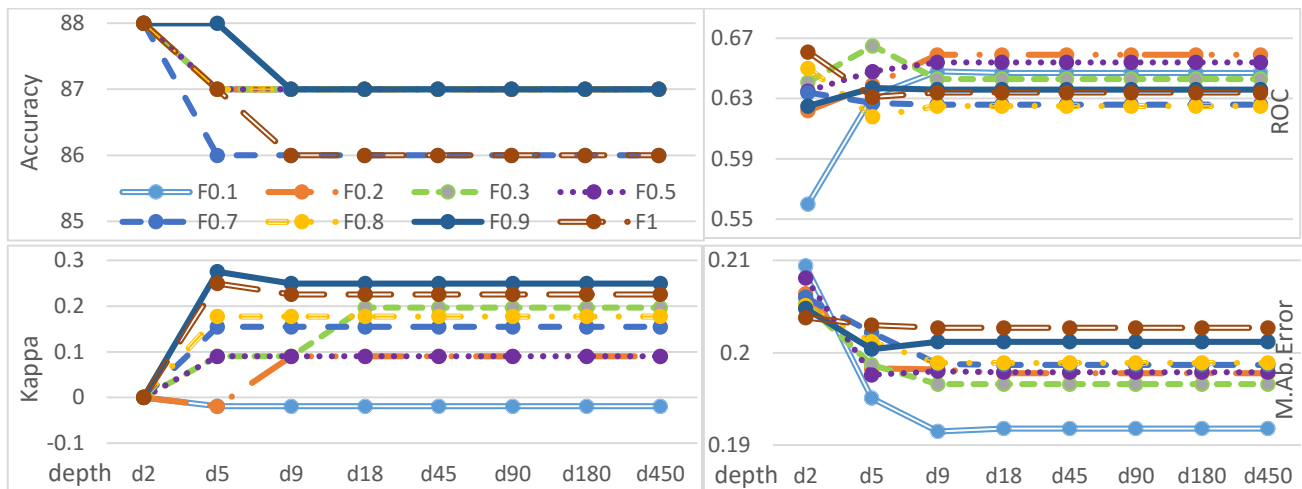 Accuracy
88
87
86
85
F0.1 F0.2 F0.3 F0.5
F0.7 F0.8 F0.9 F1
ROC
0.67
0.63
0.59
0.55
Kappa
0.3
0.2
0.1
0
-0.1
depth d2 d5 d9 d18 d45 d90 d180 d450
M.Ab.Error
0.21
0.2
0.19
depth d2 d5 d9 d18 d45 d90 d180 d450